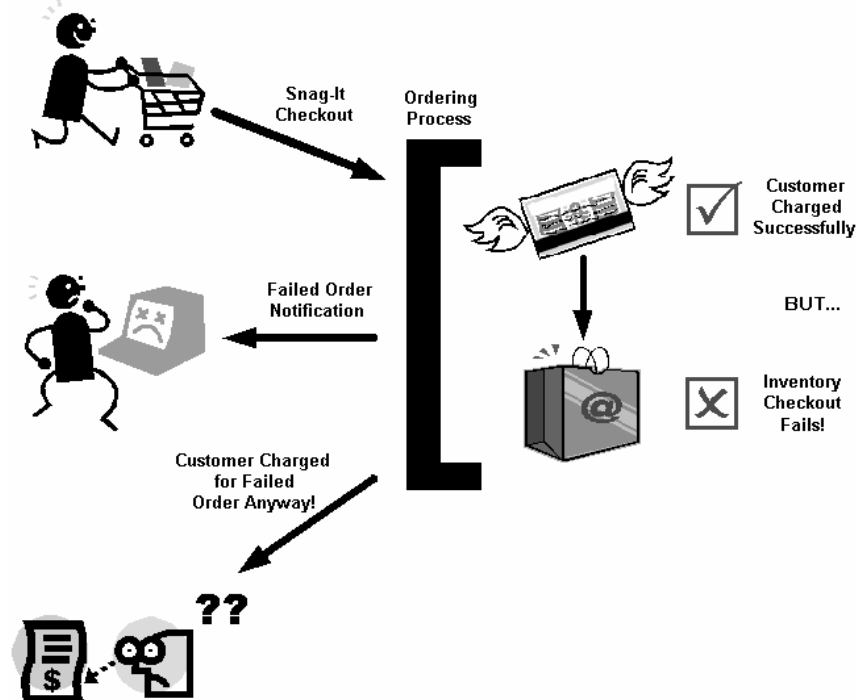 Snag-It
Checkout
Ordering
Process
Customer
Charged
Successfully
BUT...
Failed Order
Notification
@
Inventory
Checkout
Fails!
Customer Charged
for Failed
Order Anyway!
??
$